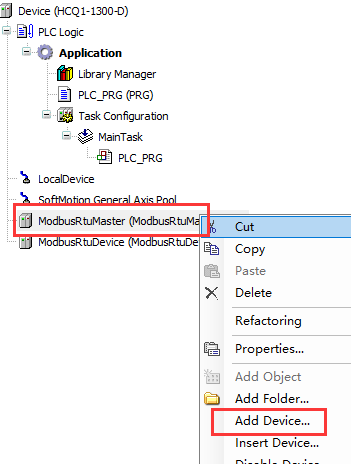 Device (HCQ1-1300-D)
PLC Logic
Application
Library Manager
PLC_PRG (PRG)
Task Configuration
MainTask
PLC_PRG
LocalDevice
SoftMotion General Axis Pool
ModbusRtuMaster (ModbusRtuMa
ModbusRtuDevice (ModbusRtuDe
Cut
Copy
Paste
Delete
Refactoring
Properties...
Add Object
Add Folder...
Add Device...
Insert Device...
Disable Device